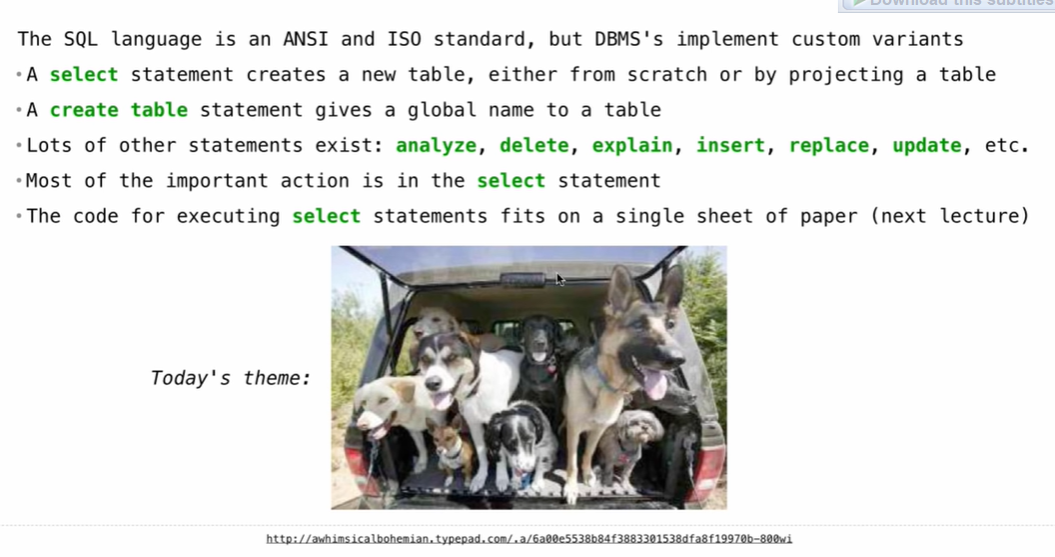 Download this subtitles
The SQL language is an ANSI and ISO standard, but DBMS's implement custom variants
•A select statement creates a new table, either from scratch or by projecting a table
•A create table statement gives a global name to a table
•Lots of other statements exist: analyze, delete, explain, insert, replace, update, etc.
•Most of the important action is in the select statement
•The code for executing select statements fits on a single sheet of paper (next lecture)
Today's theme:
http://awhimsicalbohemian.typepad.com/.a/6a00e5538b84f3883301538dfa8f19970b-800wi